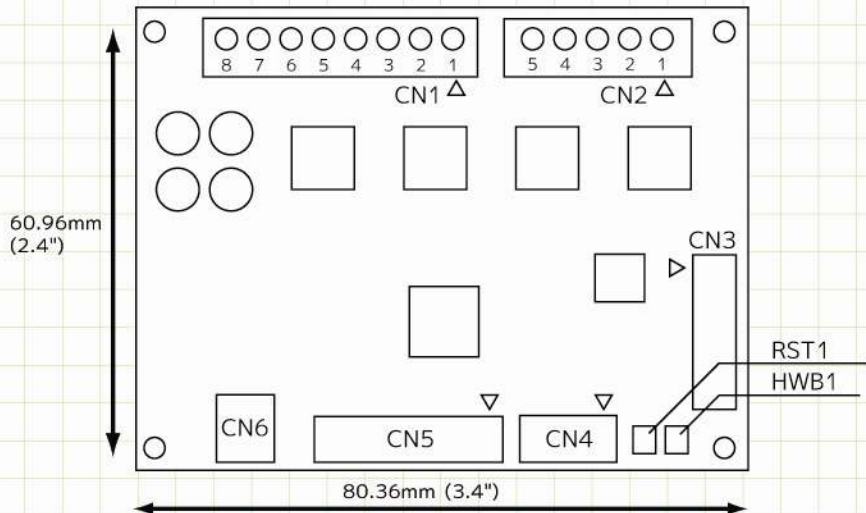 8 7 6 5 4 3 2 1
5 4 3 2 1
CN1
CN2
60.96mm
(2.4")
CN3
RST1
HWB1
CN6
CN5
CN4
80.36mm (3.4")